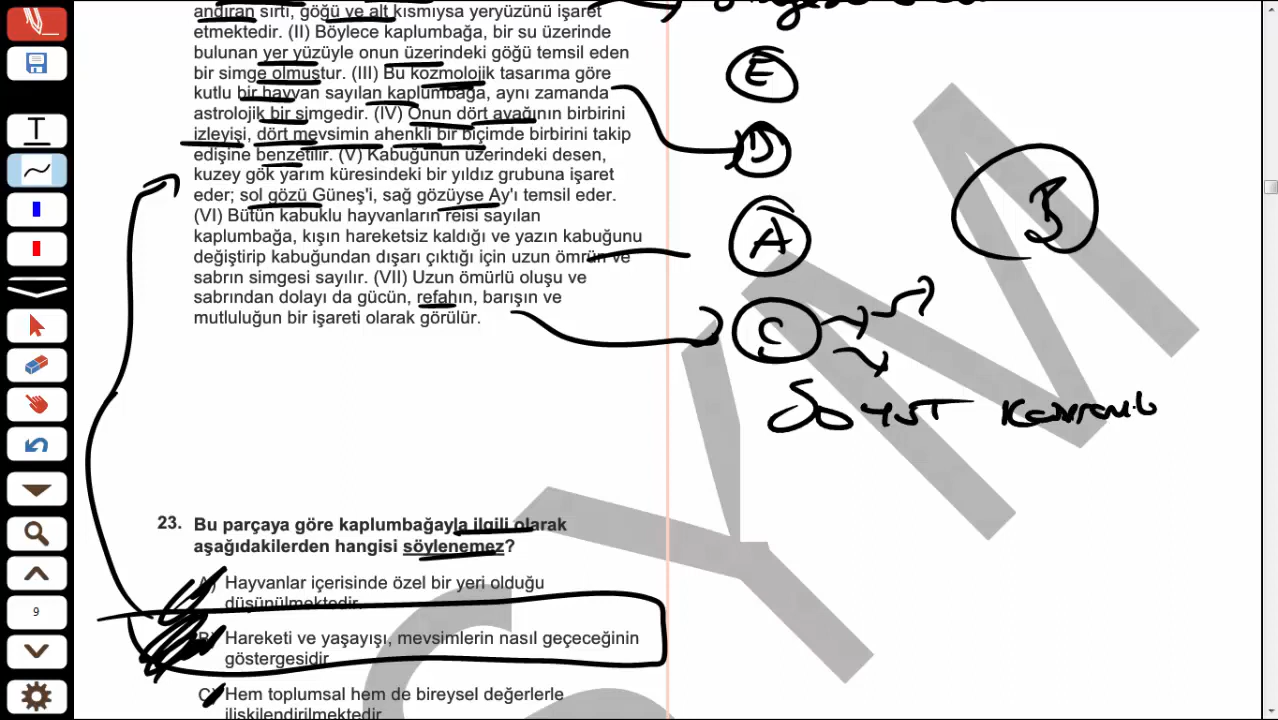 andıran sırtı, göğü ve alt kısmıysa yeryüzünü işaret
etmektedir. (II) Böylece kaplumbağa, bir su üzerinde
bulunan yer yüzüyle onun üzerindeki göğü temsil eden
bir simge olmuştur. (III) Bu kozmolojik tasarıma göre
kutlu bir hayvan sayılan kaplumbağa, aynı zamanda
astrolojik bir simgedir. (IV) Onun dört ayağının birbirini
izleyişi, dört mevsimin ahenkli bir biçimde birbirini takip
edişine benzetilir. (V) Kabuğunun üzerindeki desen,
kuzey gök yarım küresindeki bir yıldız grubuna işaret
eder; sol gözü Güneş'i, sağ gözüyse Ay'ı temsil eder.
(VI) Bütün kabuklu hayvanların reisi sayılan
kaplumbağa, kışın hareketsiz kaldığı ve yazın kabuğunu
değiştirip kabuğundan dışarı çıktığı için uzun ömrün ve
sabrın simgesi sayılır. (VII) Uzun ömürlü oluşu ve
sabrından dolayı da gücün, refahın, barışın ve
mutluluğun bir işareti olarak görülür.
23. Bu parçaya göre kaplumbağayla ilgili olarak
aşağıdakilerden hangisi söylenemez?
A) Hayvanlar içerisinde özel bir yeri olduğu
düşünülmektedir.
B) Hareketi ve yaşayışı, mevsimlerin nasıl geçeceğinin
göstergesidir.
C) Hem toplumsal hem de bireysel değerlerle
ilişkilendirilmektedir.
E
D
A
C
B
Soyut
T
9